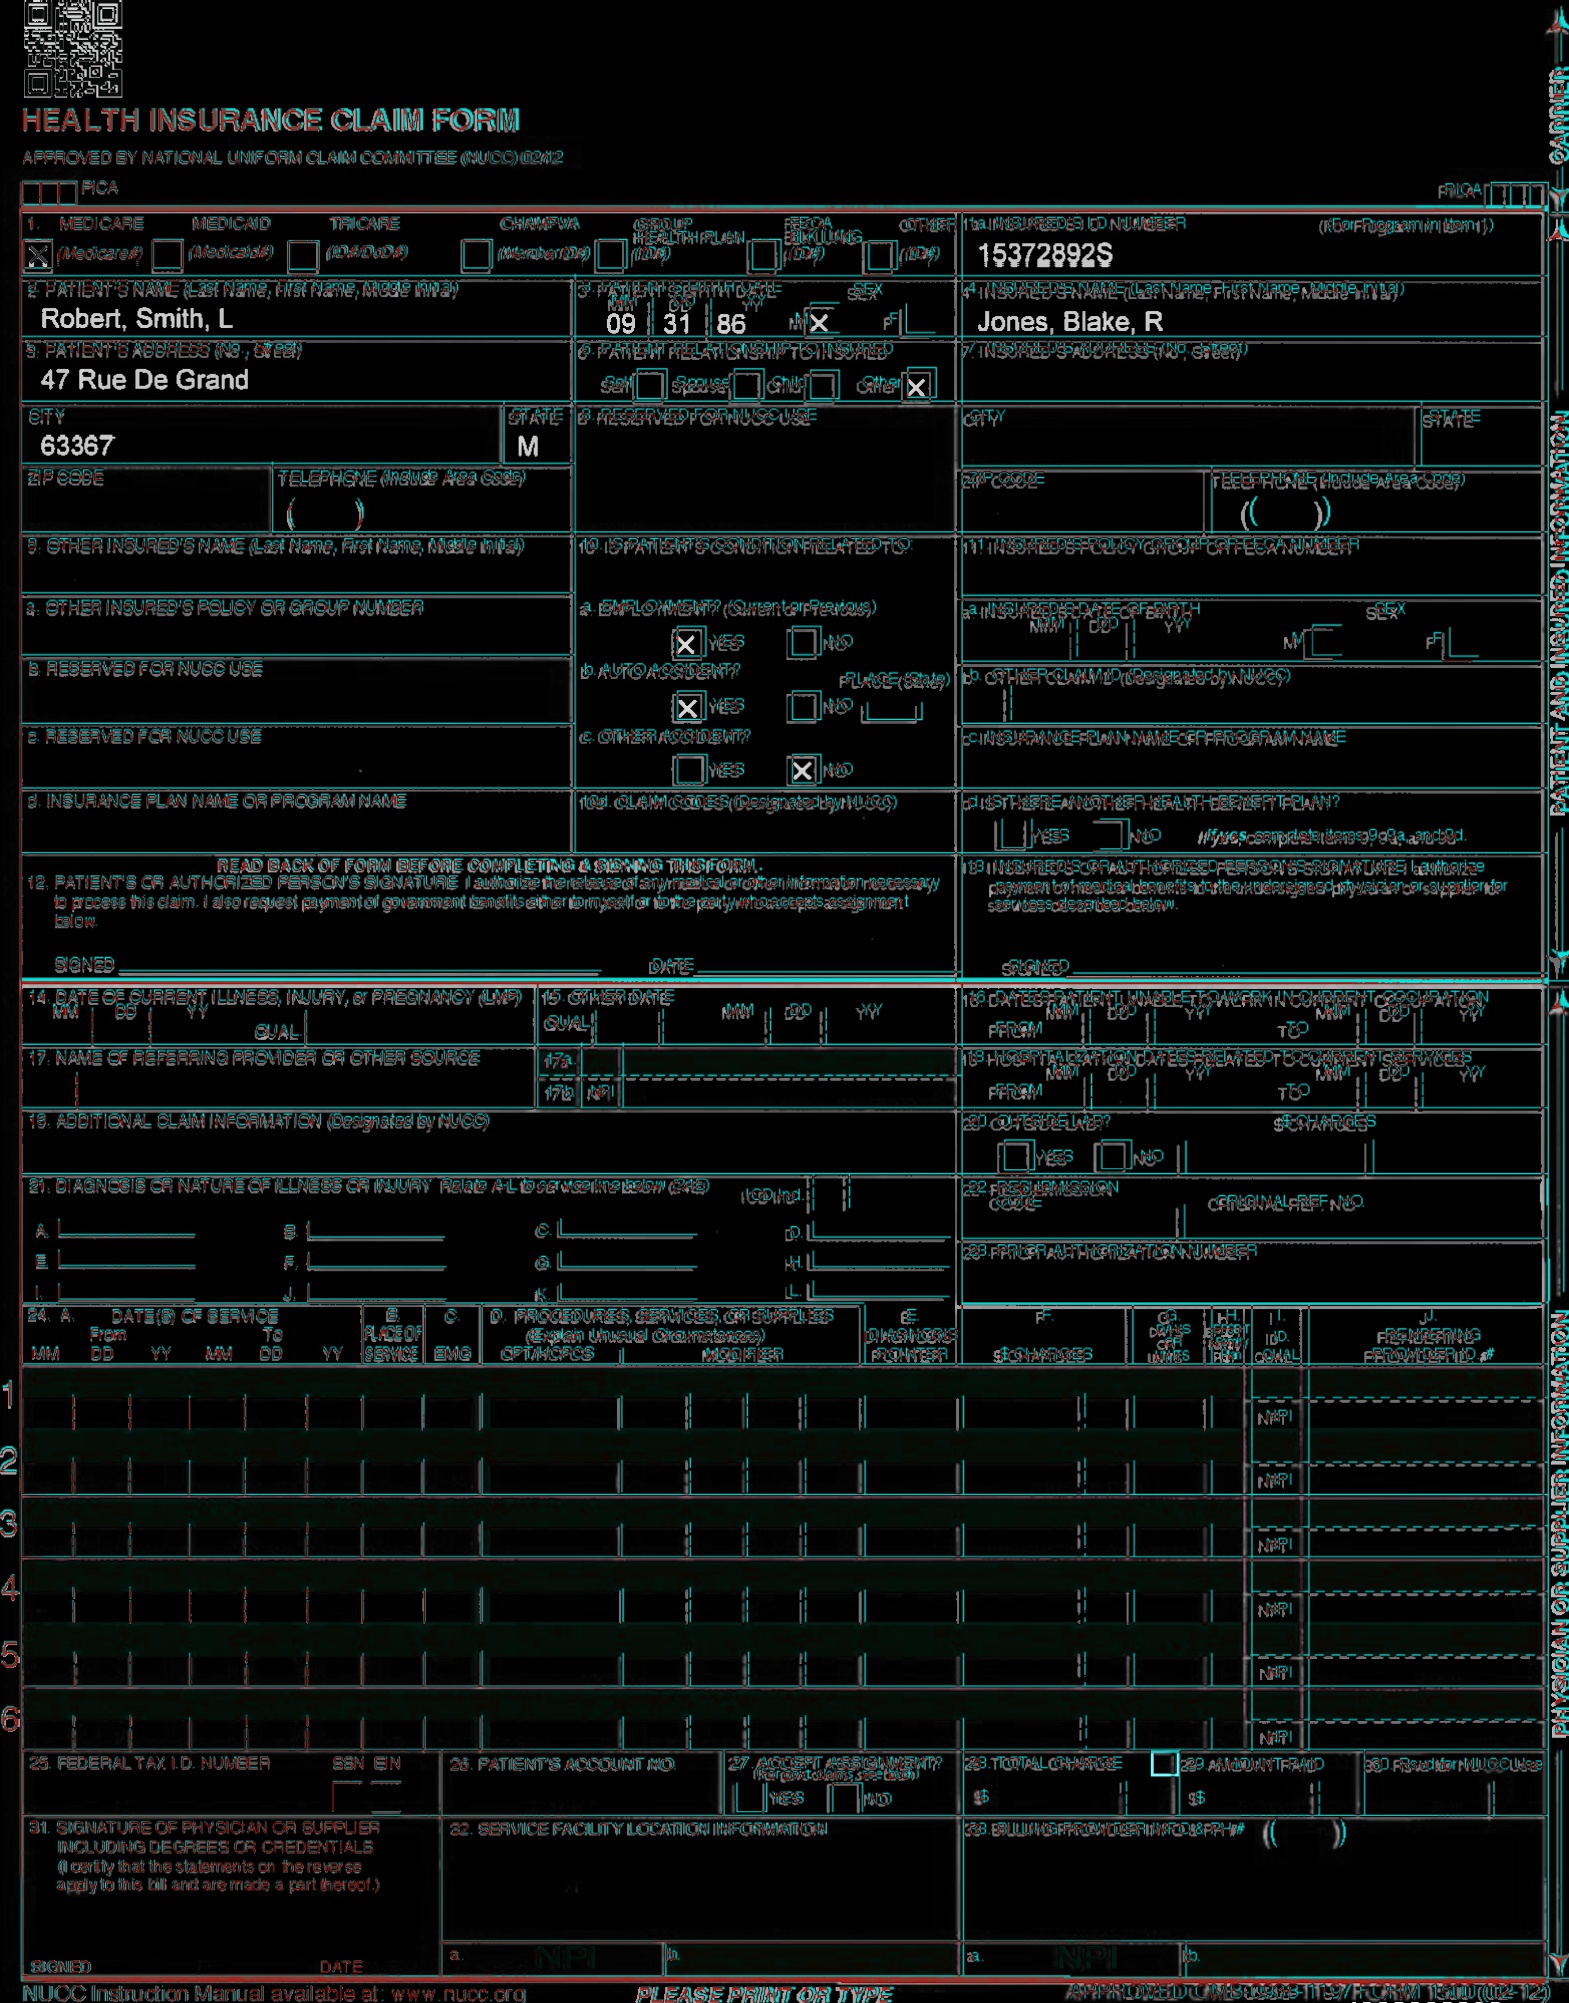 HEALTH INSURANCE CLAIM FORM
APPROVED BY NATIONAL UNIFORM CLAIM COMMITTEE (NUCC) 02/12
PICA PICA
CARRIER
1. MEDICARE MEDICAID TRICARE CHAMPVA GROUP HEALTH PLAN FECA BLK LUNG OTHER
(Medicare#) (Medicaid#) (ID#/DoD#) (Member ID#) (ID#) (ID#) (ID#)
1a. INSURED'S I.D. NUMBER (For Program in Item 1)
15372892S
2. PATIENT'S NAME (Last Name, First Name, Middle Initial)
Robert, Smith, L
3. PATIENT'S BIRTH DATE SEX
MM DD YY
09 31 86 M X F
4. INSURED'S NAME (Last Name, First Name, Middle Initial)
Jones, Blake, R
5. PATIENT'S ADDRESS (No., Street)
47 Rue De Grand
6. PATIENT RELATIONSHIP TO INSURED
Self Spouse Child Other X
7. INSURED'S ADDRESS (No., Street)
CITY STATE
63367 M
8. RESERVED FOR NUCC USE
CITY STATE
ZIP CODE TELEPHONE (Include Area Code)
( )
ZIP CODE TELEPHONE (Include Area Code)
( )
9. OTHER INSURED'S NAME (Last Name, First Name, Middle Initial)
10. IS PATIENT'S CONDITION RELATED TO:
11. INSURED'S POLICY GROUP OR FECA NUMBER
a. OTHER INSURED'S POLICY OR GROUP NUMBER
a. EMPLOYMENT? (Current or Previous)
X YES NO
a. INSURED'S DATE OF BIRTH SEX
MM DD YY M F
b. RESERVED FOR NUCC USE
b. AUTO ACCIDENT? PLACE (State)
X YES NO
b. OTHER CLAIM ID (Designated by NUCC)
c. RESERVED FOR NUCC USE
c. OTHER ACCIDENT?
YES X NO
c. INSURANCE PLAN NAME OR PROGRAM NAME
d. INSURANCE PLAN NAME OR PROGRAM NAME
10d. CLAIM CODES (Designated by NUCC)
d. IS THERE ANOTHER HEALTH BENEFIT PLAN?
YES NO If yes, complete items 9, 9a, and 9d.
READ BACK OF FORM BEFORE COMPLETING & SIGNING THIS FORM.
12. PATIENT'S OR AUTHORIZED PERSON'S SIGNATURE I authorize the release of any medical or other information necessary
to process this claim. I also request payment of government benefits either to myself or to the party who accepts assignment
below.
SIGNED DATE
13. INSURED'S OR AUTHORIZED PERSON'S SIGNATURE I authorize
payment of medical benefits to the undersigned physician or supplier for
services described below.
SIGNED
PATIENT AND INSURED INFORMATION
14. DATE OF CURRENT ILLNESS, INJURY, or PREGNANCY (LMP)
MM DD YY QUAL.
15. OTHER DATE
QUAL. MM DD YY
16. DATES PATIENT UNABLE TO WORK IN CURRENT OCCUPATION
MM DD YY MM DD YY
FROM TO
17. NAME OF REFERRING PROVIDER OR OTHER SOURCE
17a.
17b. NPI
18. HOSPITALIZATION DATES RELATED TO CURRENT SERVICES
MM DD YY MM DD YY
FROM TO
19. ADDITIONAL CLAIM INFORMATION (Designated by NUCC)
20. OUTSIDE LAB? $ CHARGES
YES NO
21. DIAGNOSIS OR NATURE OF ILLNESS OR INJURY Relate A-L to service line below (24E)
ICD Ind.
A. B. C. D.
E. F. G. H.
I. J. K. L.
22. RESUBMISSION
CODE ORIGINAL REF. NO.
23. PRIOR AUTHORIZATION NUMBER
24. A. DATE(S) OF SERVICE
From To
MM DD YY MM DD YY
B. PLACE OF SERVICE
C. EMG
D. PROCEDURES, SERVICES, OR SUPPLIES
(Explain Unusual Circumstances)
CPT/HCPCS MODIFIER
E. DIAGNOSIS POINTER
F. $ CHARGES
G. DAYS OR UNITS
H.
I. ID. QUAL.
J. RENDERING PROVIDER ID. #
1 NPI
2 NPI
3 NPI
4 NPI
5 NPI
6 NPI
25. FEDERAL TAX I.D. NUMBER SSN EIN
26. PATIENT'S ACCOUNT NO.
27. ACCEPT ASSIGNMENT?
(For govt. claims, see back)
YES NO
28. TOTAL CHARGE
$
29. AMOUNT PAID
$
30. Rsvd for NUCC Use
31. SIGNATURE OF PHYSICIAN OR SUPPLIER
INCLUDING DEGREES OR CREDENTIALS
(I certify that the statements on the reverse
apply to this bill and are made a part thereof.)
SIGNED DATE
32. SERVICE FACILITY LOCATION INFORMATION
a. NPI b.
33. BILLING PROVIDER INFO & PH # ( )
a. NPI b.
PHYSICIAN OR SUPPLIER INFORMATION
NUCC Instruction Manual available at: www.nucc.org
PLEASE PRINT OR TYPE
APPROVED OMB-0938-1197 FORM 1500 (02-12)